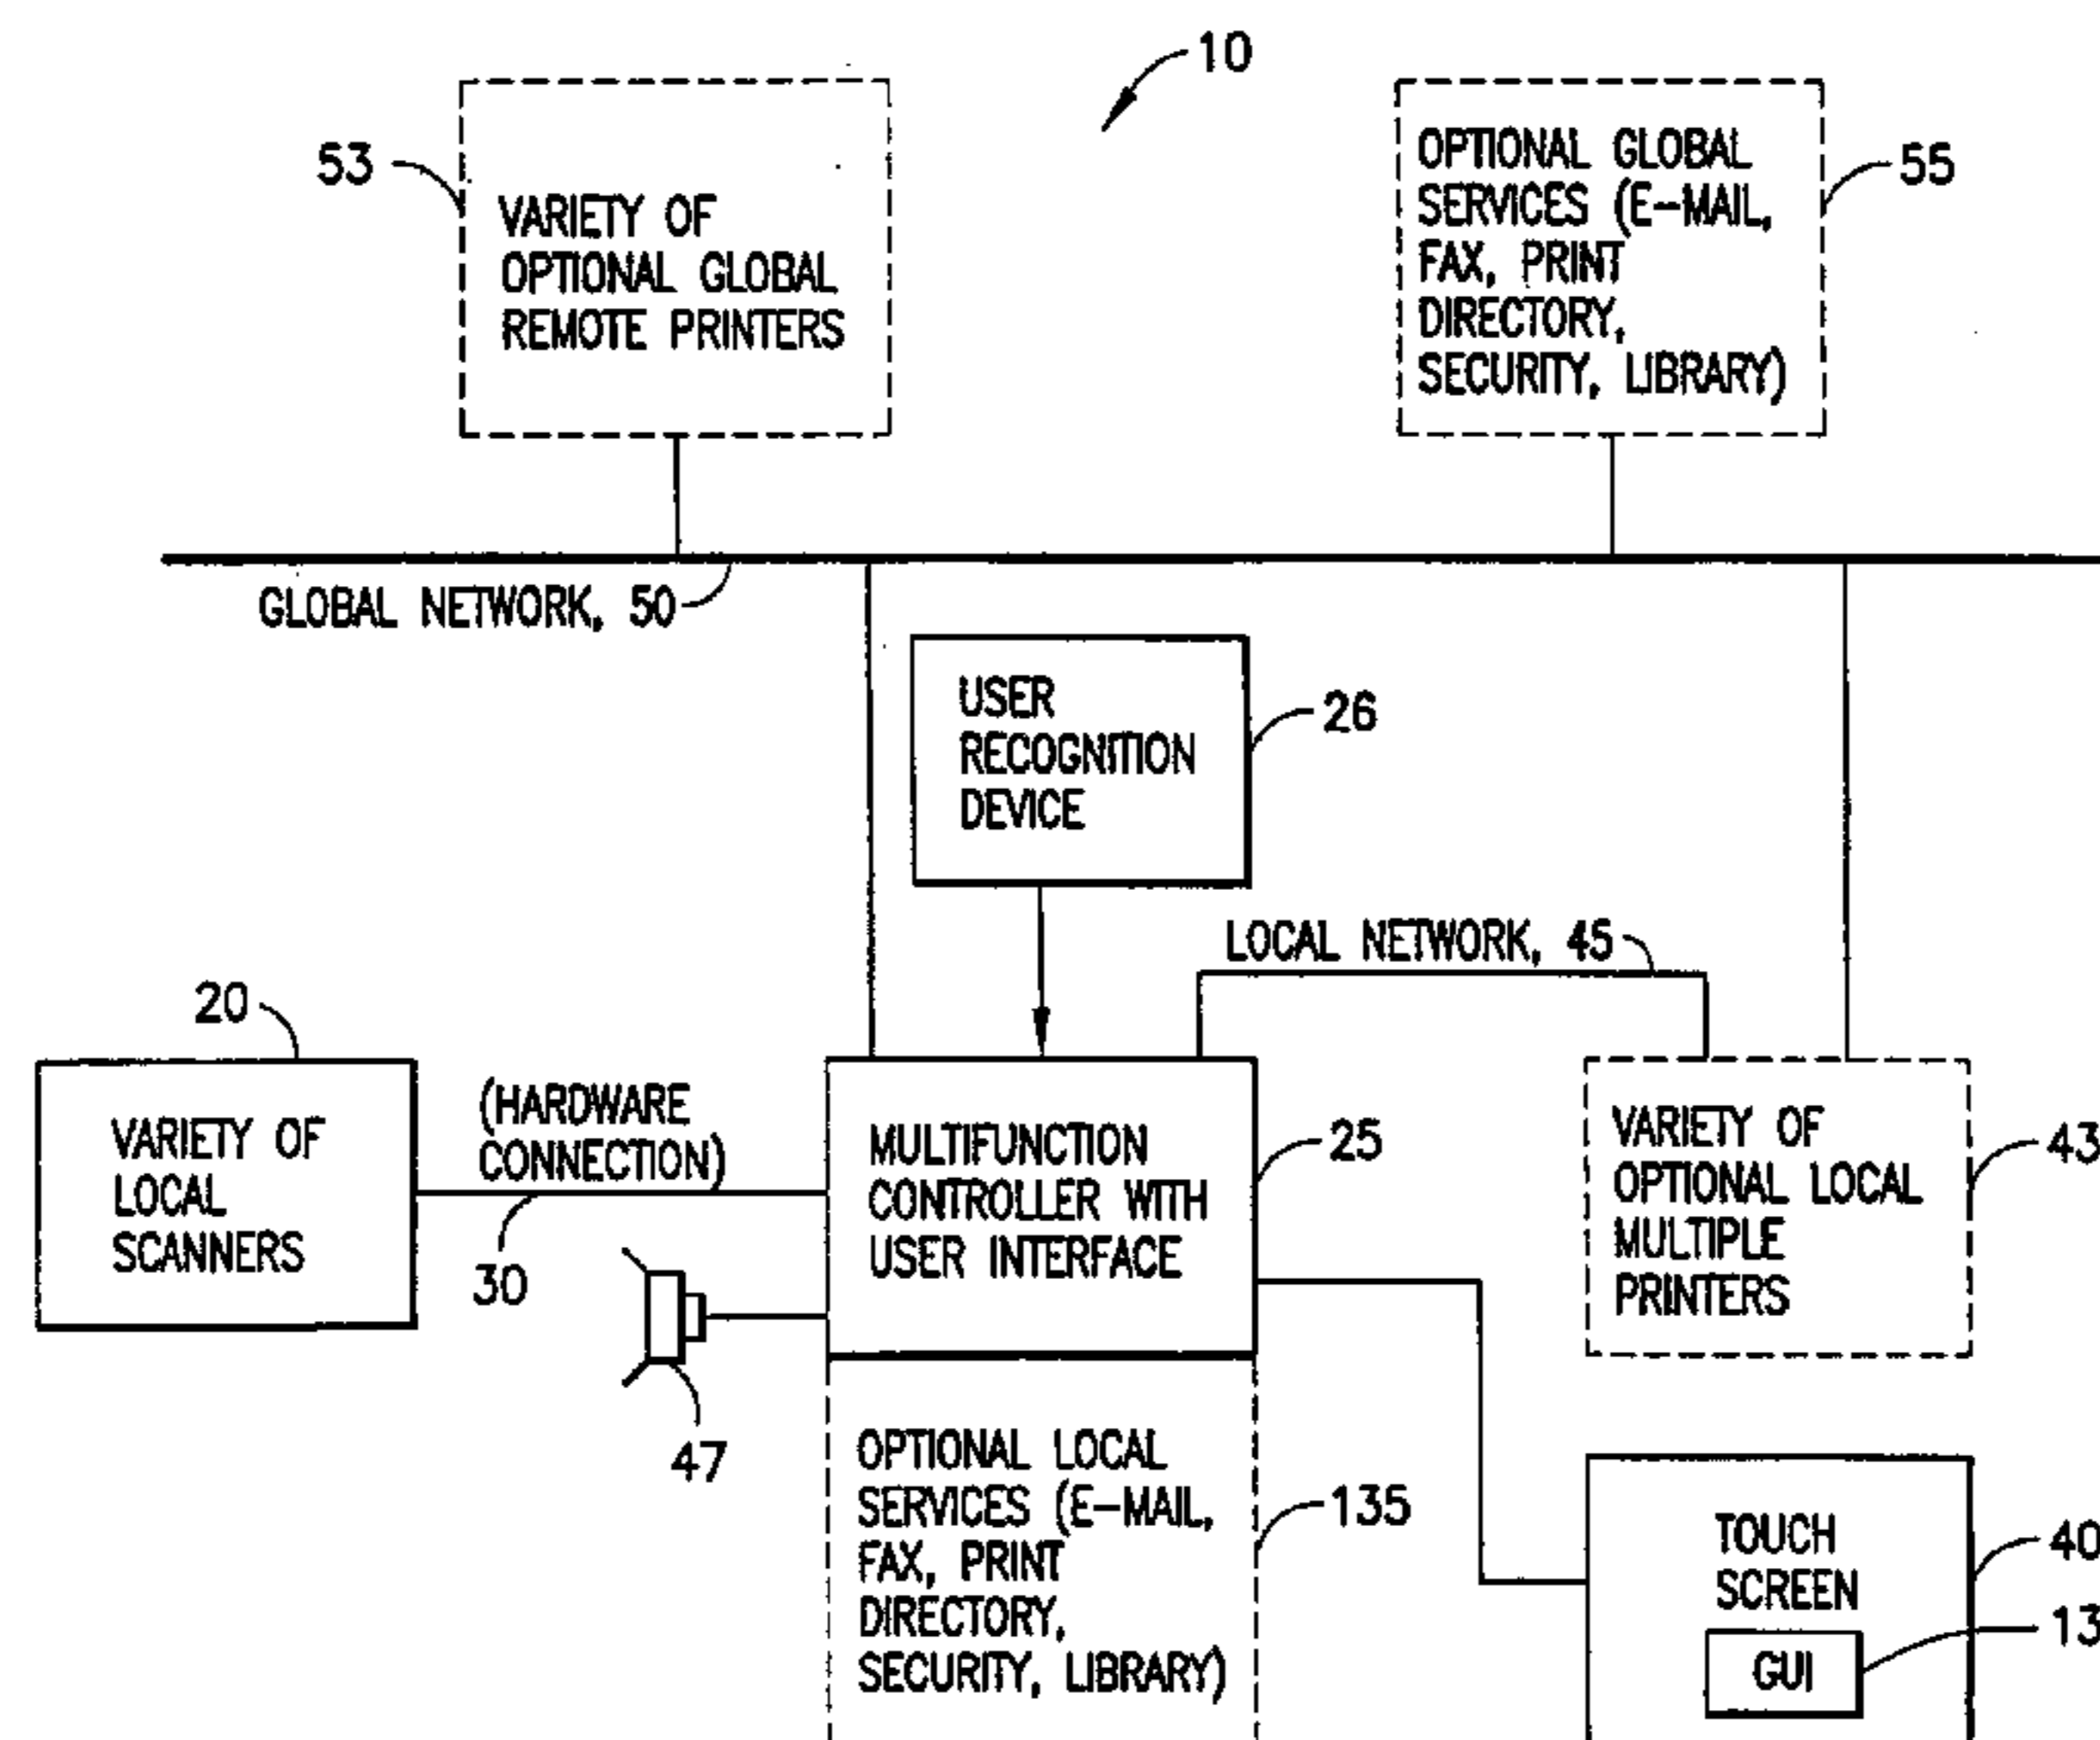 10
53
VARIETY OF
OPTIONAL GLOBAL
REMOTE PRINTERS
OPTIONAL GLOBAL
SERVICES (E-MAIL,
FAX, PRINT
DIRECTORY,
SECURITY, LIBRARY)
55
GLOBAL NETWORK, 50
USER
RECOGNITION
DEVICE
26
LOCAL NETWORK, 45
20
VARIETY OF
LOCAL
SCANNERS
(HARDWARE
CONNECTION)
30
47
MULTIFUNCTION
CONTROLLER WITH
USER INTERFACE
25
VARIETY OF
OPTIONAL LOCAL
MULTIPLE
PRINTERS
43
OPTIONAL LOCAL
SERVICES (E-MAIL,
FAX, PRINT
DIRECTORY,
SECURITY, LIBRARY)
135
TOUCH
SCREEN
40
GUI